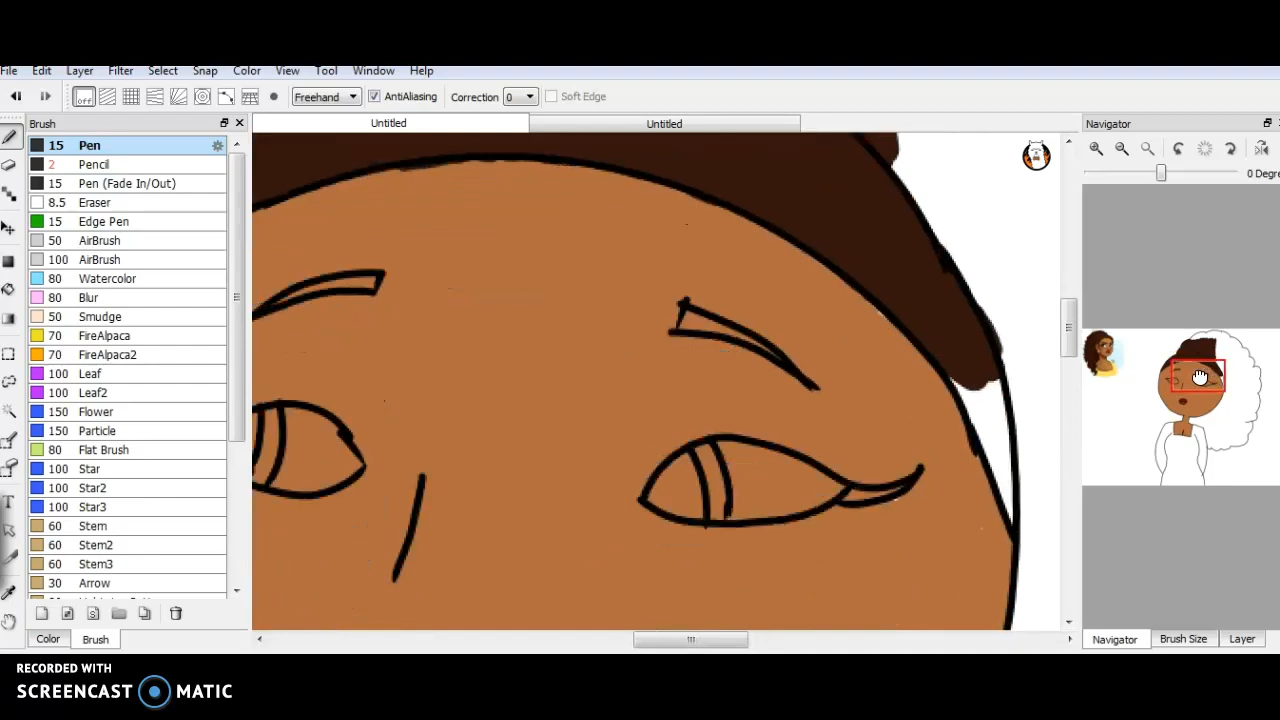 File Edit Layer Filter Select Snap Color View Tool Window Help
off Freehand AntiAliasing Correction 0 Soft Edge
Brush
Untitled Untitled
Navigator
0 Degre
15 Pen
2 Pencil
15 Pen (Fade In/Out)
8.5 Eraser
15 Edge Pen
50 AirBrush
100 AirBrush
80 Watercolor
80 Blur
50 Smudge
70 FireAlpaca
70 FireAlpaca2
100 Leaf
100 Leaf2
150 Flower
150 Particle
80 Flat Brush
100 Star
100 Star2
100 Star3
60 Stem
60 Stem2
60 Stem3
30 Arrow
Color Brush
Navigator Brush Size Layer
RECORDED WITH
SCREENCAST MATIC